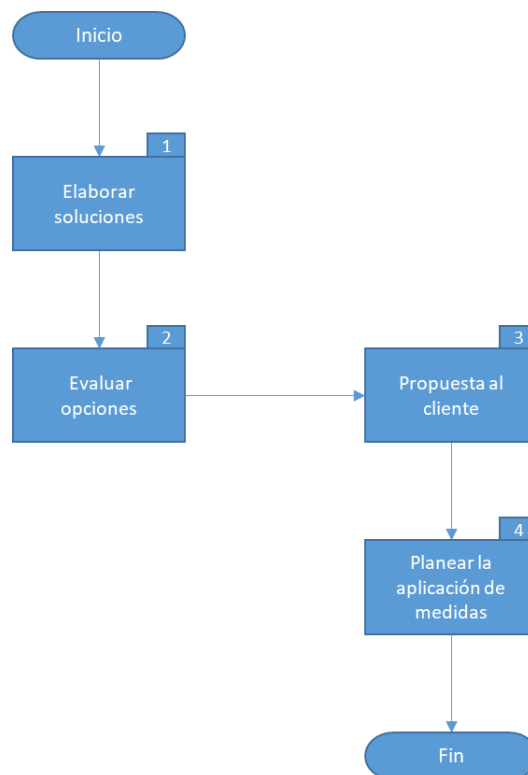 Inicio
1
Elaborar
soluciones
2
Evaluar
opciones
3
Propuesta al
cliente
4
Planear la
aplicación de
medidas
Fin